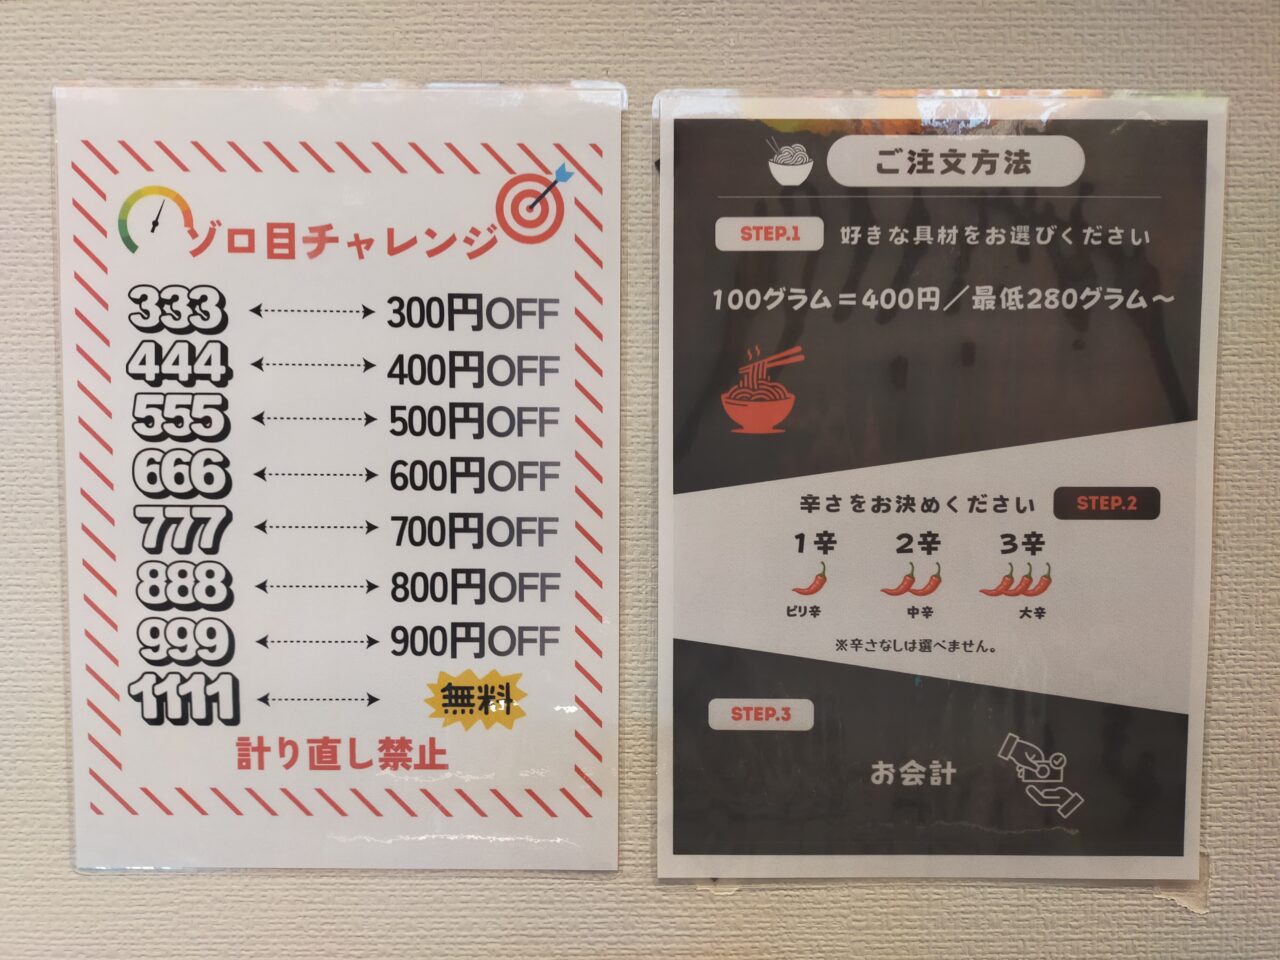 ゾロ目チャレンジ
333 300円OFF
444 400円OFF
555 500円OFF
666 600円OFF
777 700円OFF
888 800円OFF
999 900円OFF
1111 無料
計り直し禁止
ご注文方法
STEP.1 好きな具材をお選びください
100グラム＝400円／最低280グラム～
辛さをお決めください STEP.2
1辛 2辛 3辛
ピリ辛 中辛 大辛
※辛さなしは選べません。
STEP.3
お会計